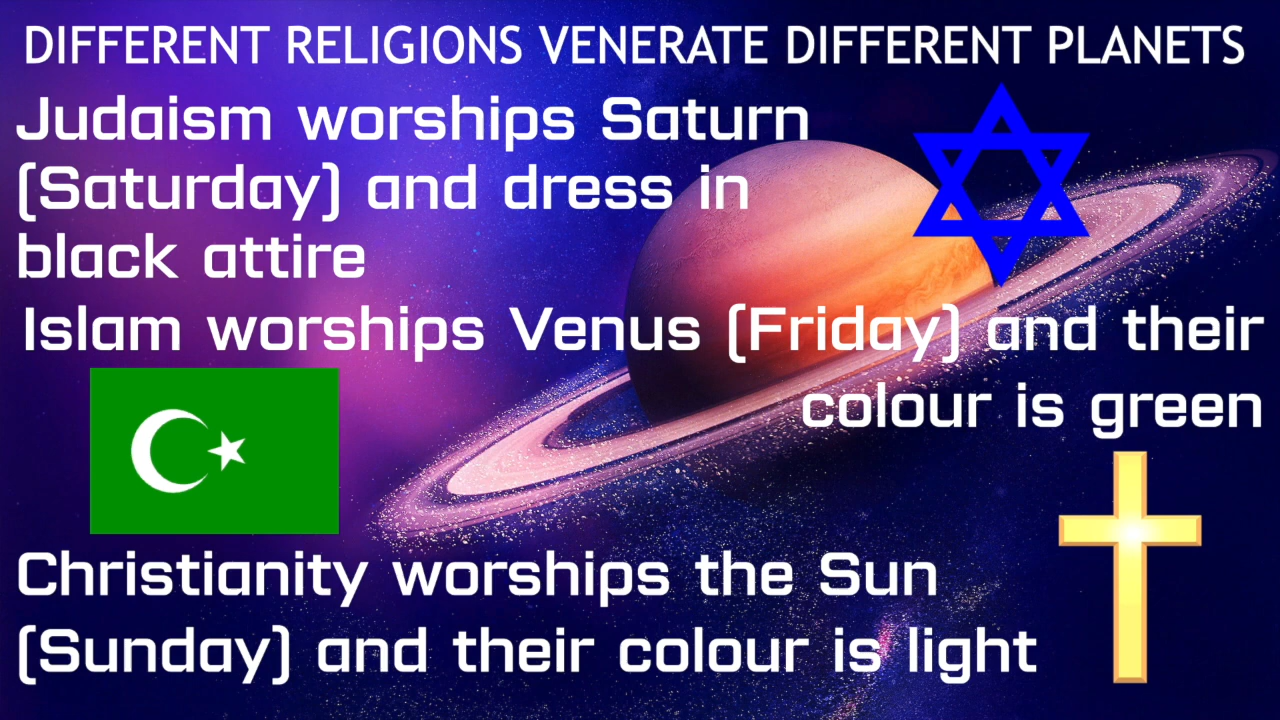 DIFFERENT RELIGIONS VENERATE DIFFERENT PLANETS
Judaism worships Saturn
(Saturday) and dress in
black attire
Islam worships Venus (Friday) and their
colour is green
Christianity worships the Sun
(Sunday) and their colour is light